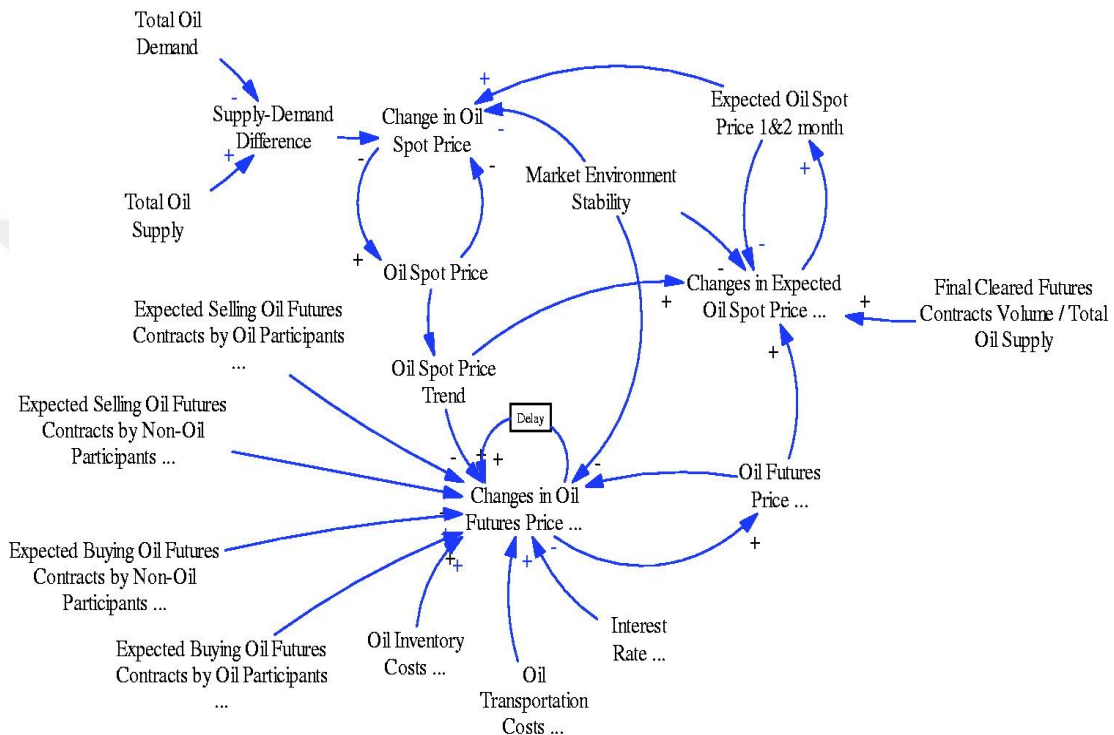 Total Oil
Demand
Supply-Demand
Difference
Total Oil
Supply
Change in Oil
Spot Price
Expected Oil Spot
Price 1&2 month
Market Environment
Stability
Oil Spot Price
Changes in Expected
Oil Spot Price ...
Final Cleared Futures
Contracts Volume / Total
Oil Supply
Expected Selling Oil Futures
Contracts by Oil Participants
...
Oil Spot Price
Trend
Expected Selling Oil Futures
Contracts by Non-Oil
Participants ...
Delay
Changes in Oil
Futures Price ...
Oil Futures
Price ...
Expected Buying Oil Futures
Contracts by Non-Oil
Participants ...
Expected Buying Oil Futures
Contracts by Oil Participants
...
Oil Inventory
Costs ...
Oil
Transportation
Costs ...
Interest
Rate ...